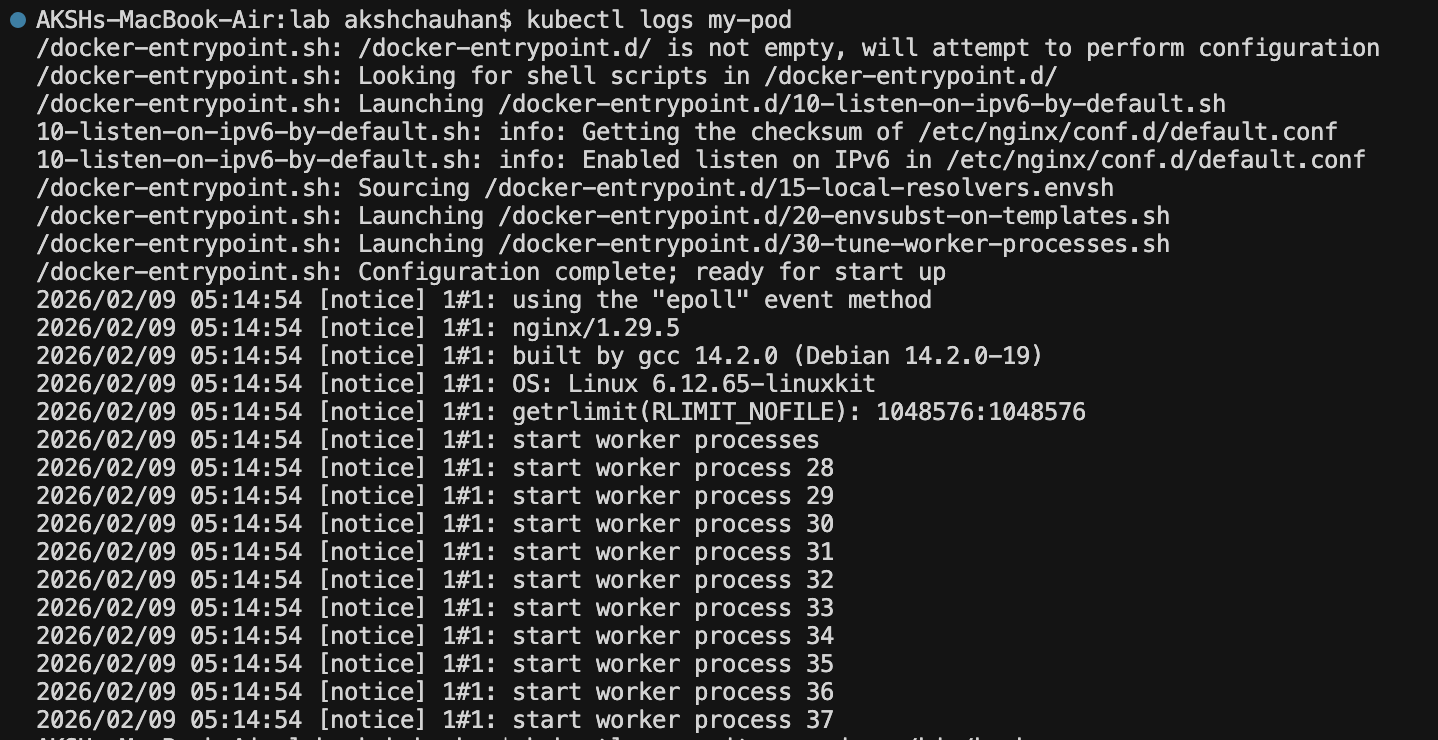 AKSHs-MacBook-Air:lab akshchauhan$ kubectl logs my-pod
/docker-entrypoint.sh: /docker-entrypoint.d/ is not empty, will attempt to perform configuration
/docker-entrypoint.sh: Looking for shell scripts in /docker-entrypoint.d/
/docker-entrypoint.sh: Launching /docker-entrypoint.d/10-listen-on-ipv6-by-default.sh
10-listen-on-ipv6-by-default.sh: info: Getting the checksum of /etc/nginx/conf.d/default.conf
10-listen-on-ipv6-by-default.sh: info: Enabled listen on IPv6 in /etc/nginx/conf.d/default.conf
/docker-entrypoint.sh: Sourcing /docker-entrypoint.d/15-local-resolvers.envsh
/docker-entrypoint.sh: Launching /docker-entrypoint.d/20-envsubst-on-templates.sh
/docker-entrypoint.sh: Launching /docker-entrypoint.d/30-tune-worker-processes.sh
/docker-entrypoint.sh: Configuration complete; ready for start up
2026/02/09 05:14:54 [notice] 1#1: using the "epoll" event method
2026/02/09 05:14:54 [notice] 1#1: nginx/1.29.5
2026/02/09 05:14:54 [notice] 1#1: built by gcc 14.2.0 (Debian 14.2.0-19)
2026/02/09 05:14:54 [notice] 1#1: OS: Linux 6.12.65-linuxkit
2026/02/09 05:14:54 [notice] 1#1: getrlimit(RLIMIT_NOFILE): 1048576:1048576
2026/02/09 05:14:54 [notice] 1#1: start worker processes
2026/02/09 05:14:54 [notice] 1#1: start worker process 28
2026/02/09 05:14:54 [notice] 1#1: start worker process 29
2026/02/09 05:14:54 [notice] 1#1: start worker process 30
2026/02/09 05:14:54 [notice] 1#1: start worker process 31
2026/02/09 05:14:54 [notice] 1#1: start worker process 32
2026/02/09 05:14:54 [notice] 1#1: start worker process 33
2026/02/09 05:14:54 [notice] 1#1: start worker process 34
2026/02/09 05:14:54 [notice] 1#1: start worker process 35
2026/02/09 05:14:54 [notice] 1#1: start worker process 36
2026/02/09 05:14:54 [notice] 1#1: start worker process 37